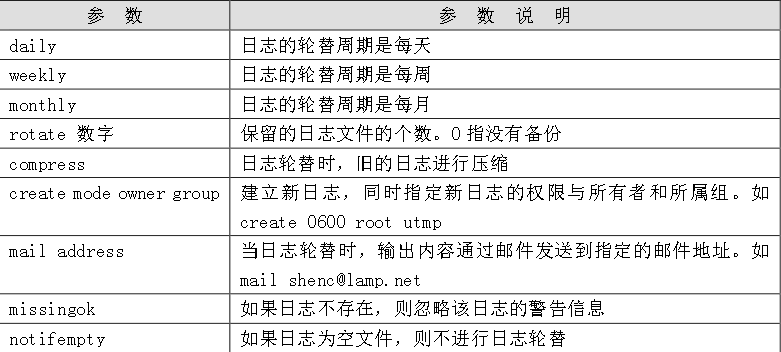 参 数 参 数 说 明
daily 日志的轮替周期是每天
weekly 日志的轮替周期是每周
monthly 日志的轮替周期是每月
rotate 数字 保留的日志文件的个数。0 指没有备份
compress 日志轮替时，旧的日志进行压缩
create mode owner group 建立新日志，同时指定新日志的权限与所有者和所属组。如
create 0600 root utmp
mail address 当日志轮替时，输出内容通过邮件发送到指定的邮件地址。如
mail shenc@lamp.net
missingok 如果日志不存在，则忽略该日志的警告信息
notifempty 如果日志为空文件，则不进行日志轮替